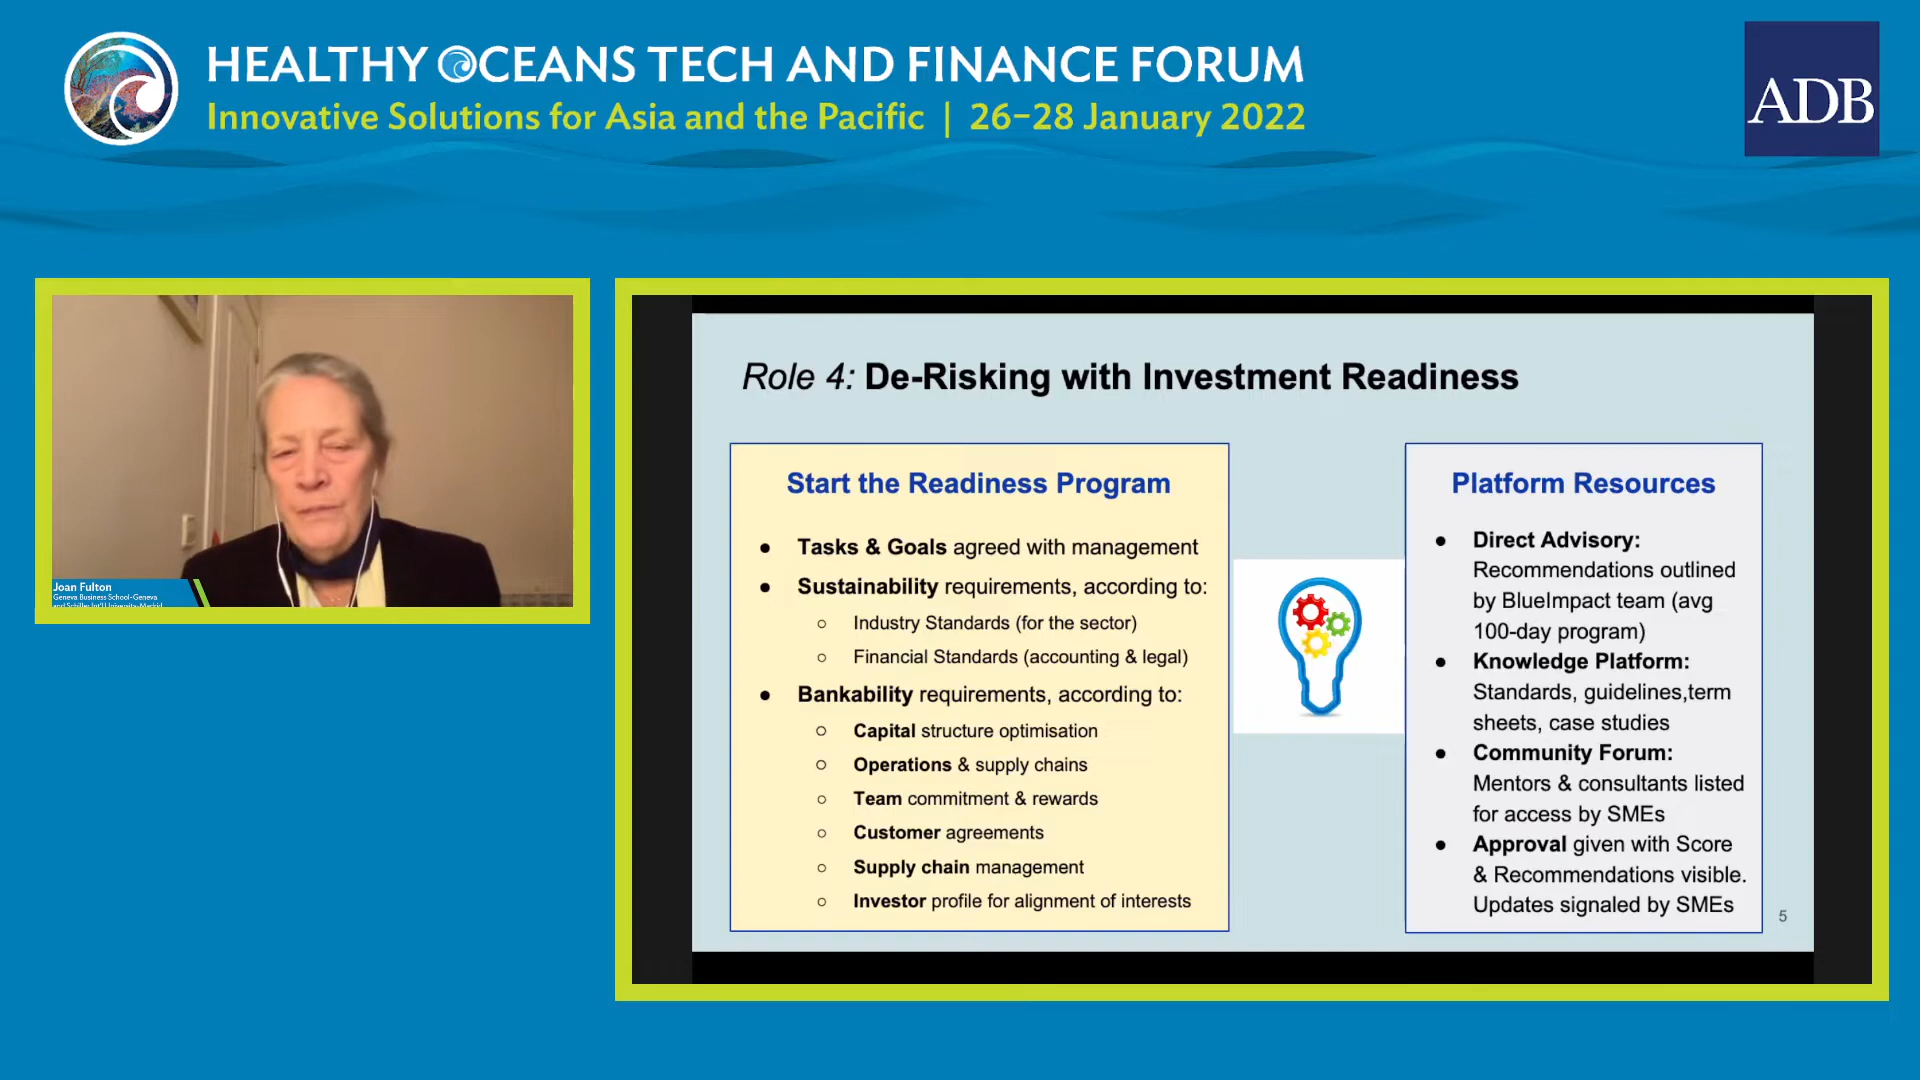 HEALTHY OCEANS TECH AND FINANCE FORUM
Innovative Solutions for Asia and the Pacific | 26–28 January 2022
ADB
Joan Fulton
Geneva Business School-Geneva
and Schiller Int'l University-Madrid
Role 4: De-Risking with Investment Readiness
Start the Readiness Program
● Tasks & Goals agreed with management
● Sustainability requirements, according to:
○ Industry Standards (for the sector)
○ Financial Standards (accounting & legal)
● Bankability requirements, according to:
○ Capital structure optimisation
○ Operations & supply chains
○ Team commitment & rewards
○ Customer agreements
○ Supply chain management
○ Investor profile for alignment of interests
Platform Resources
● Direct Advisory:
Recommendations outlined
by BlueImpact team (avg
100-day program)
● Knowledge Platform:
Standards, guidelines,term
sheets, case studies
● Community Forum:
Mentors & consultants listed
for access by SMEs
● Approval given with Score
& Recommendations visible.
Updates signaled by SMEs
5